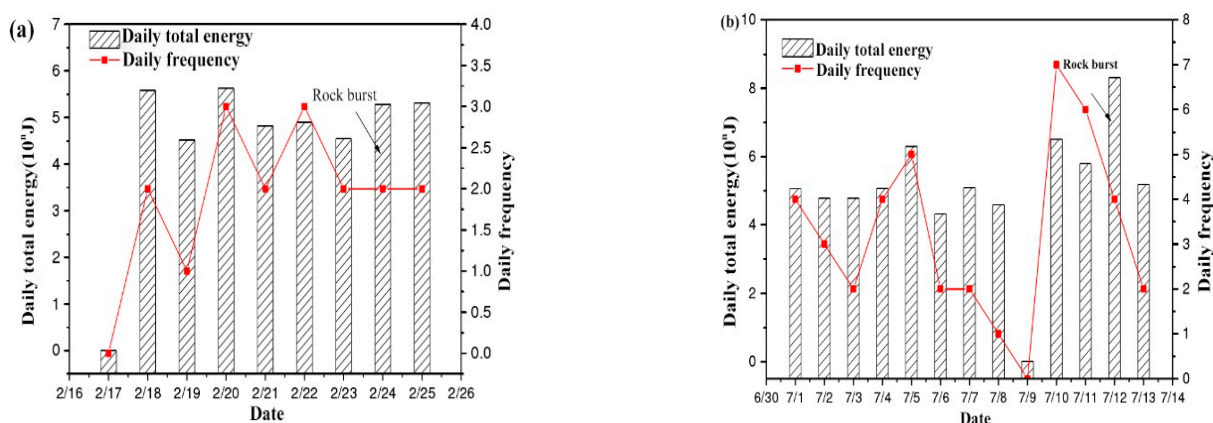 (a)
Daily total energy
Daily frequency
Rock burst
Daily total energy(10ⁿJ)
7
6
5
4
3
2
1
0
4.0
3.5
3.0
2.5
2.0
1.5
1.0
0.5
0.0
Daily frequency
2/16 2/17 2/18 2/19 2/20 2/21 2/22 2/23 2/24 2/25 2/26
Date
(b)
Daily total energy
Daily frequency
Rock burst
Daily total energy(10ⁿJ)
10
8
6
4
2
0
8
7
6
5
4
3
2
1
0
Daily frequency
6/30 7/1 7/2 7/3 7/4 7/5 7/6 7/7 7/8 7/9 7/10 7/11 7/12 7/13 7/14
Date